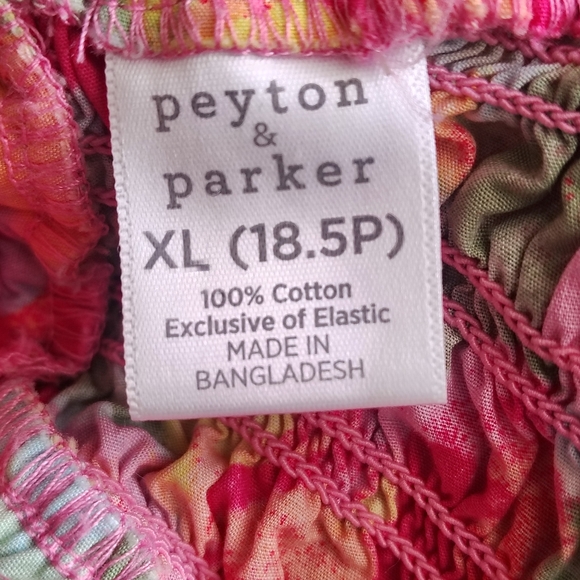 peyton
&
parker
XL (18.5P)
100% Cotton
Exclusive of Elastic
MADE IN
BANGLADESH